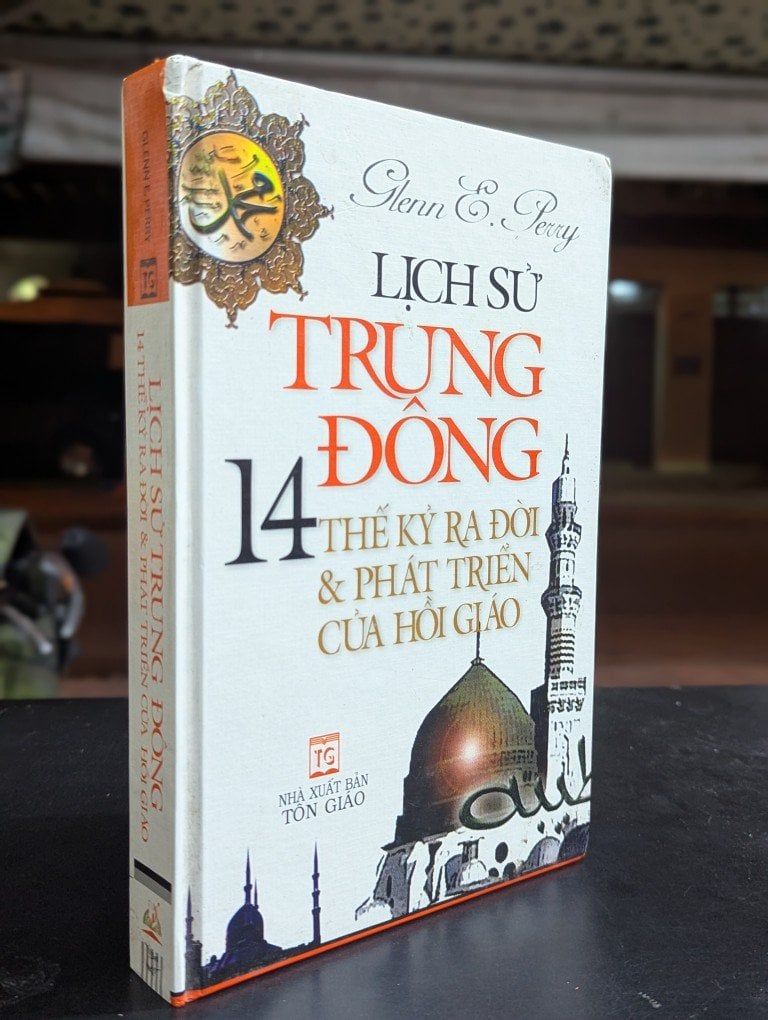 Glenn E. Perry
LỊCH SỬ
TRUNG
ĐÔNG
14 THẾ KỶ RA ĐỜI
& PHÁT TRIỂN
CỦA HỒI GIÁO
TG
NHÀ XUẤT BẢN
TÔN GIÁO
GLENN E. PERRY
LỊCH SỬ TRUNG ĐÔNG
14 THẾ KỶ RA ĐỜI & PHÁT TRIỂN CỦA HỒI GIÁO